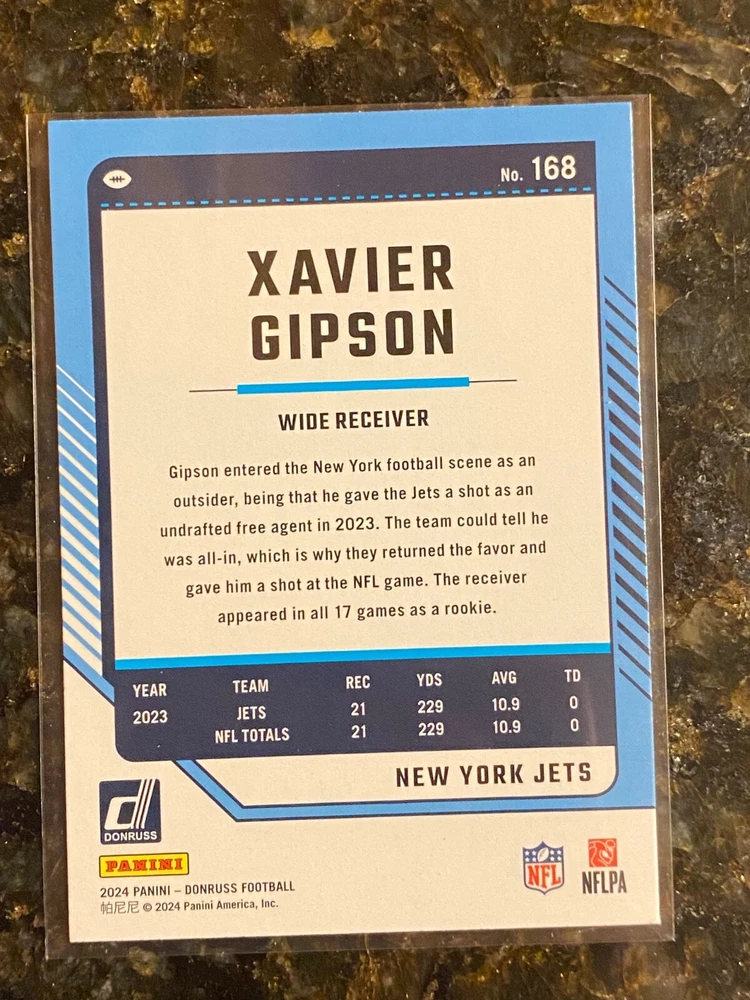 No. 168
XAVIER
GIPSON
WIDE RECEIVER
Gipson entered the New York football scene as an
outsider, being that he gave the Jets a shot as an
undrafted free agent in 2023. The team could tell he
was all-in, which is why they returned the favor and
gave him a shot at the NFL game. The receiver
appeared in all 17 games as a rookie.
YEAR TEAM REC YDS AVG TD
2023 JETS 21 229 10.9 0
NFL TOTALS 21 229 10.9 0
NEW YORK JETS
d
DONRUSS
PANINI
2024 PANINI – DONRUSS FOOTBALL
帕尼尼 © 2024 Panini America, Inc.
NFL
NFLPA